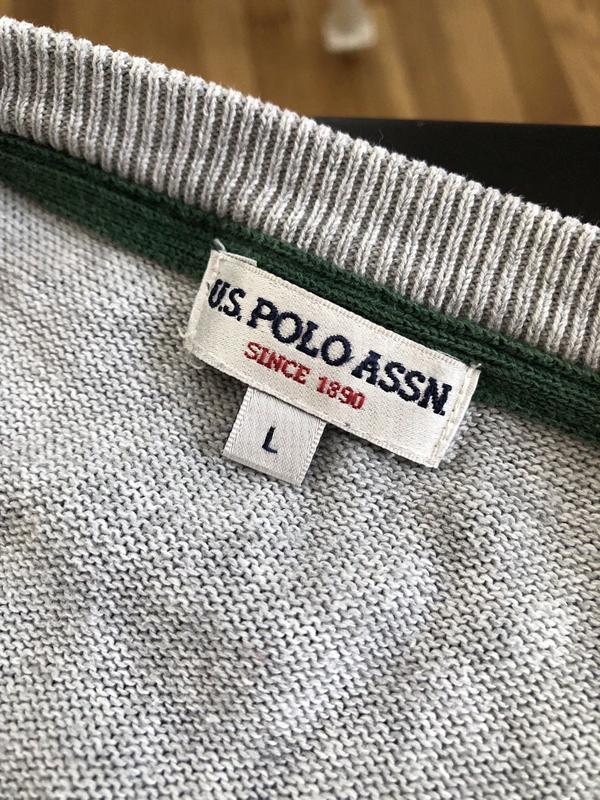 U.S. POLO ASSN.
SINCE 1890
L